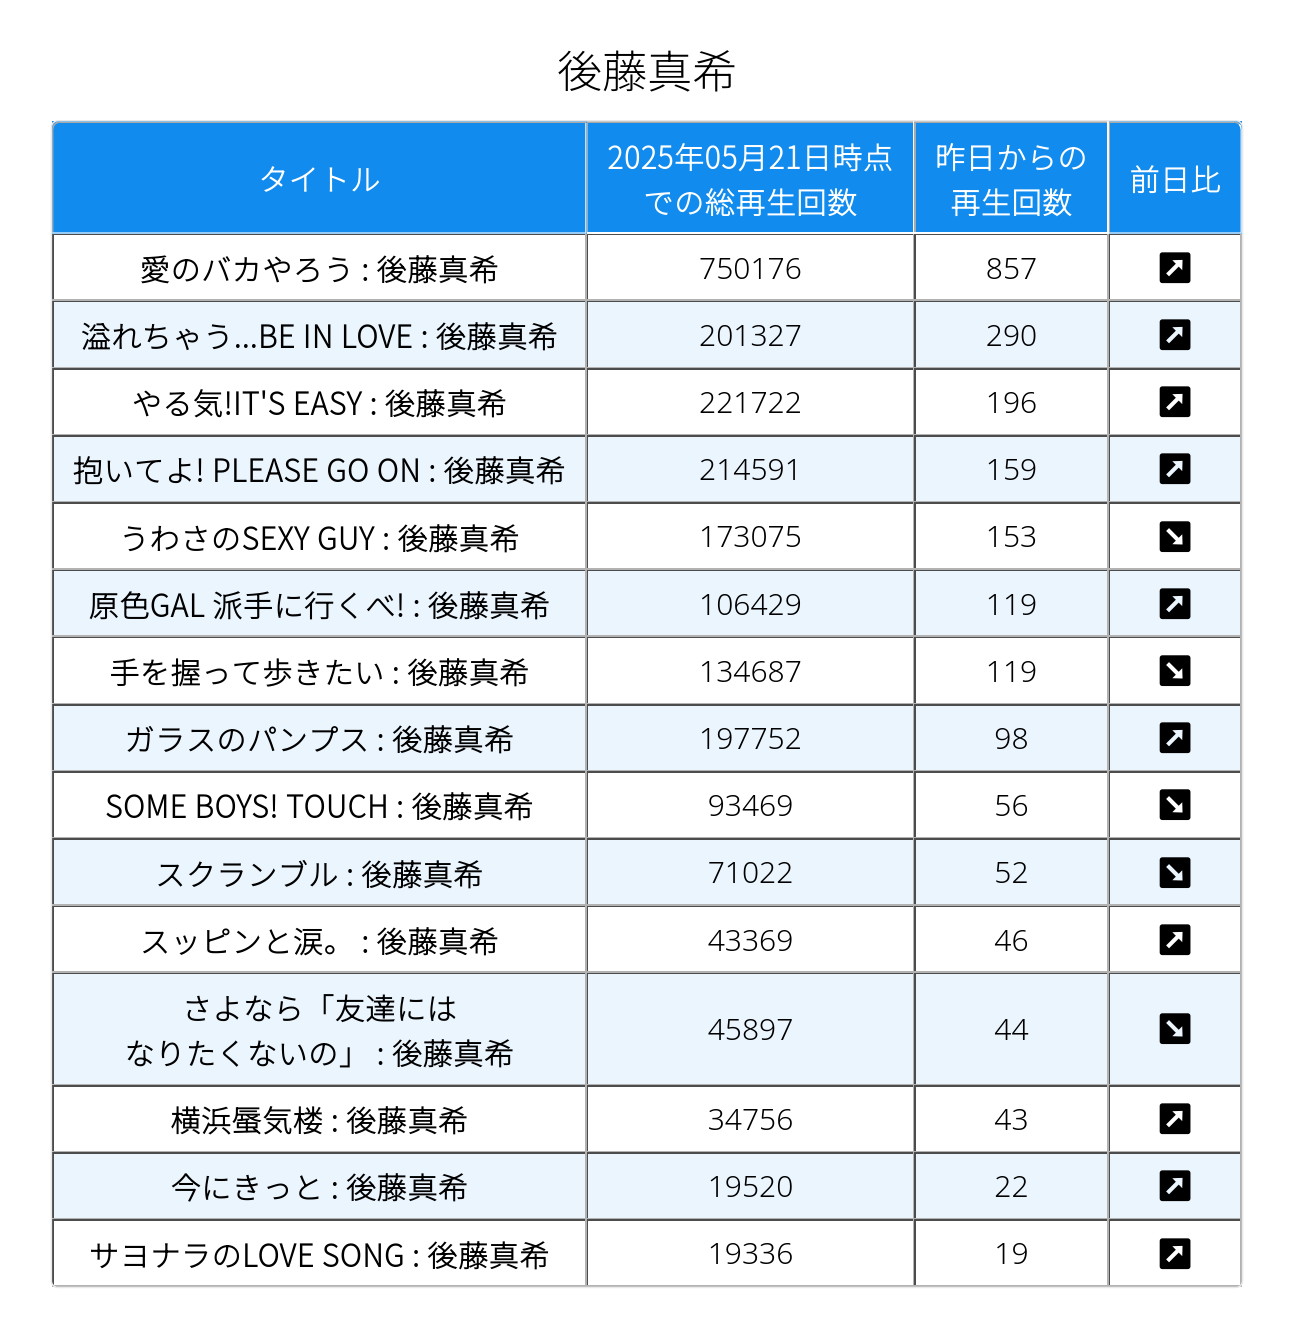 後藤真希
タイトル 2025年05月21日時点 昨日からの 前日比
での総再生回数 再生回数
愛のバカやろう : 後藤真希 750176 857
溢れちゃう...BE IN LOVE : 後藤真希 201327 290
やる気!IT'S EASY : 後藤真希 221722 196
抱いてよ! PLEASE GO ON : 後藤真希 214591 159
うわさのSEXY GUY : 後藤真希 173075 153
原色GAL 派手に行くべ! : 後藤真希 106429 119
手を握って歩きたい : 後藤真希 134687 119
ガラスのパンプス : 後藤真希 197752 98
SOME BOYS! TOUCH : 後藤真希 93469 56
スクランブル : 後藤真希 71022 52
スッピンと涙。 : 後藤真希 43369 46
さよなら「友達には
なりたくないの」 : 後藤真希 45897 44
横浜蜃気楼 : 後藤真希 34756 43
今にきっと : 後藤真希 19520 22
サヨナラのLOVE SONG : 後藤真希 19336 19